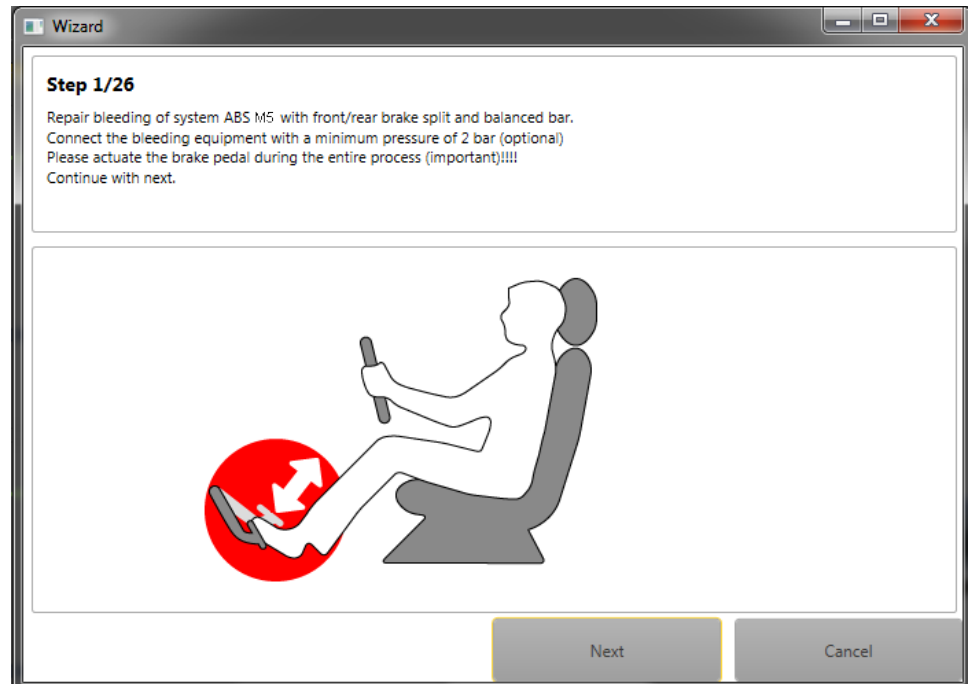 Wizard
Step 1/26
Repair bleeding of system ABS M5 with front/rear brake split and balanced bar.
Connect the bleeding equipment with a minimum pressure of 2 bar (optional)
Please actuate the brake pedal during the entire process (important)!!!!
Continue with next.
Next
Cancel